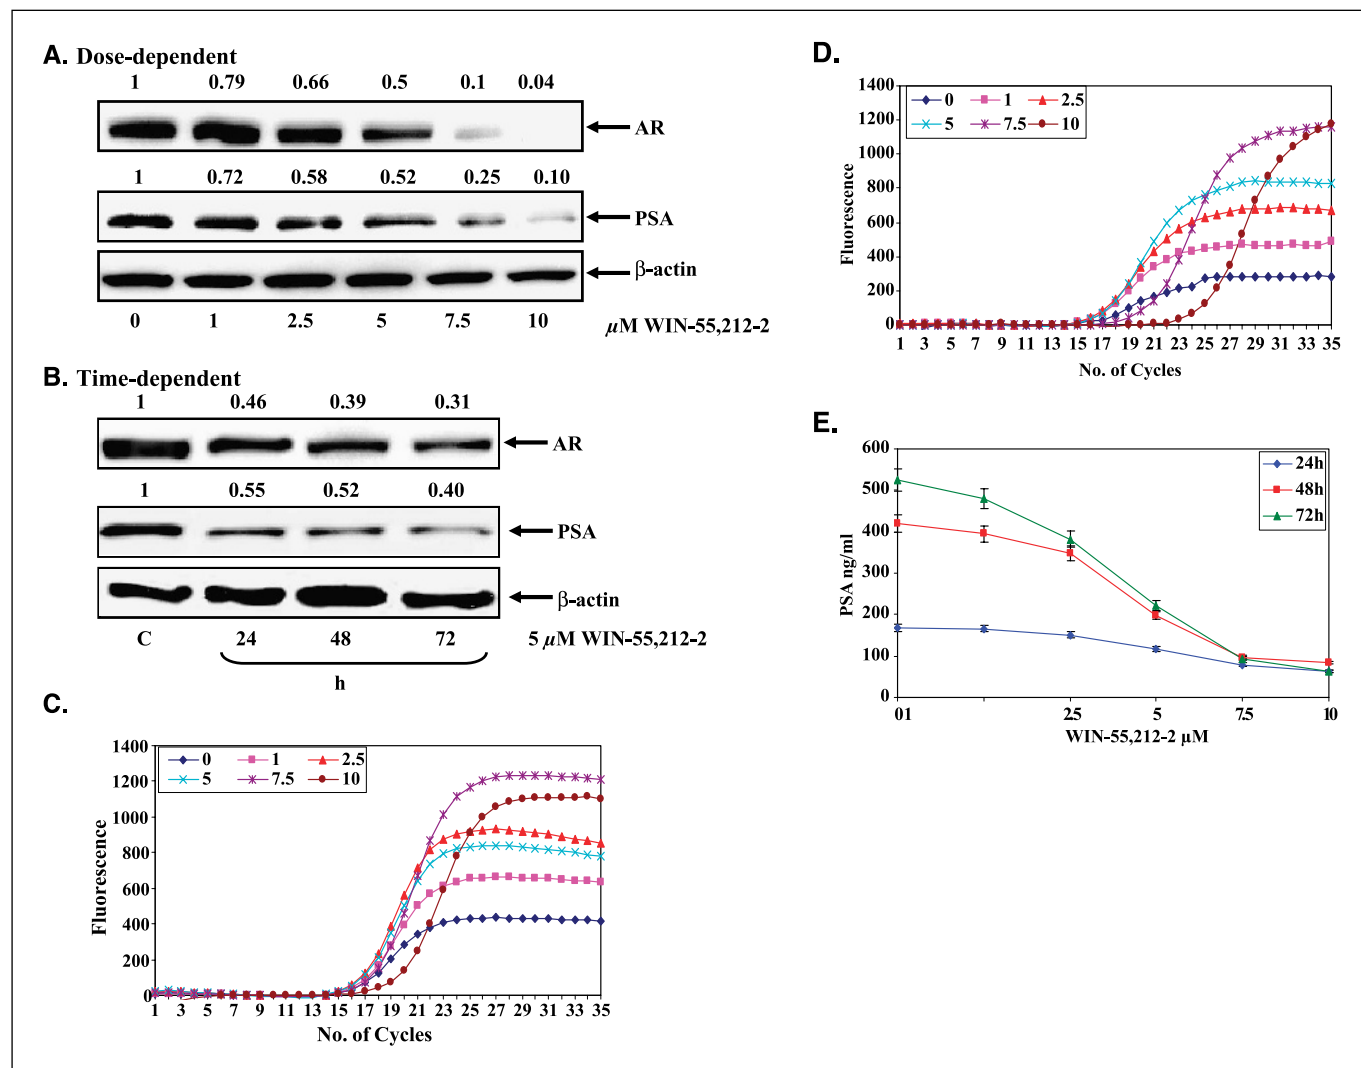 A. Dose-dependent
1 0.79 0.66 0.5 0.1 0.04
AR
1 0.72 0.58 0.52 0.25 0.10
PSA
β-actin
0 1 2.5 5 7.5 10 μM WIN-55,212-2
B. Time-dependent
1 0.46 0.39 0.31
AR
1 0.55 0.52 0.40
PSA
β-actin
C 24 48 72 5 μM WIN-55,212-2
h
C.
1400
1200
1000
800
600
400
200
0
Fluorescence
0 1 2.5
5 7.5 10
1 3 5 7 9 11 13 15 17 19 21 23 25 27 29 31 33 35
No. of Cycles
D.
1400
1200
1000
800
600
400
200
0
Fluorescence
0 1 2.5
5 7.5 10
1 3 5 7 9 11 13 15 17 19 21 23 25 27 29 31 33 35
No. of Cycles
E.
600
500
400
300
200
100
0
PSA ng/ml
24h
48h
72h
01 25 5 75 10
WIN-55,212-2 μM